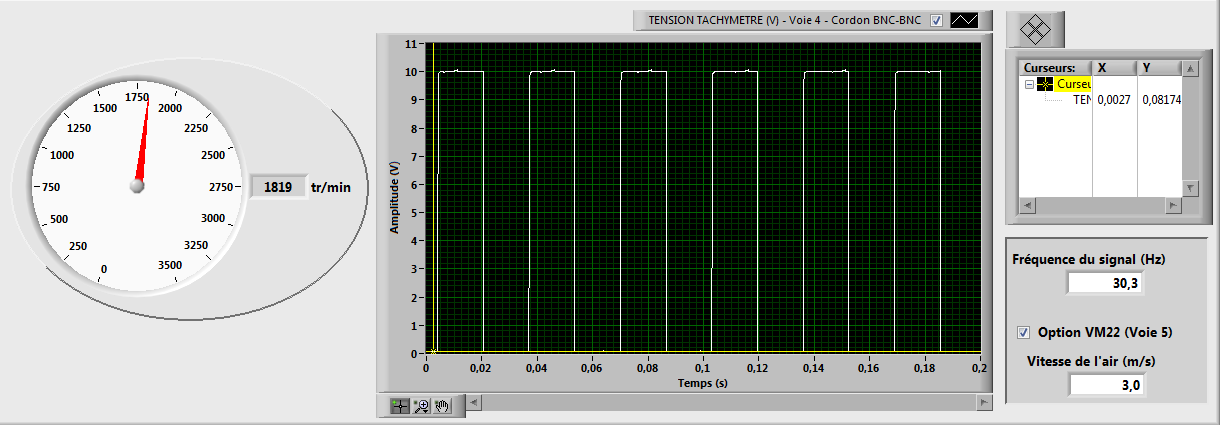 TENSION TACHYMETRE (V) - Voie 4 - Cordon BNC-BNC
0
250
500
750
1000
1250
1500
1750
2000
2250
2500
2750
3000
3250
3500
1819 tr/min
Amplitude (V)
11
10
9
8
7
6
5
4
3
2
1
0
0 0,02 0,04 0,06 0,08 0,1 0,12 0,14 0,16 0,18 0,2
Temps (s)
Curseurs: X Y
Curseu
TEN 0,0027 0,08174
Fréquence du signal (Hz)
30,3
Option VM22 (Voie 5)
Vitesse de l'air (m/s)
3,0